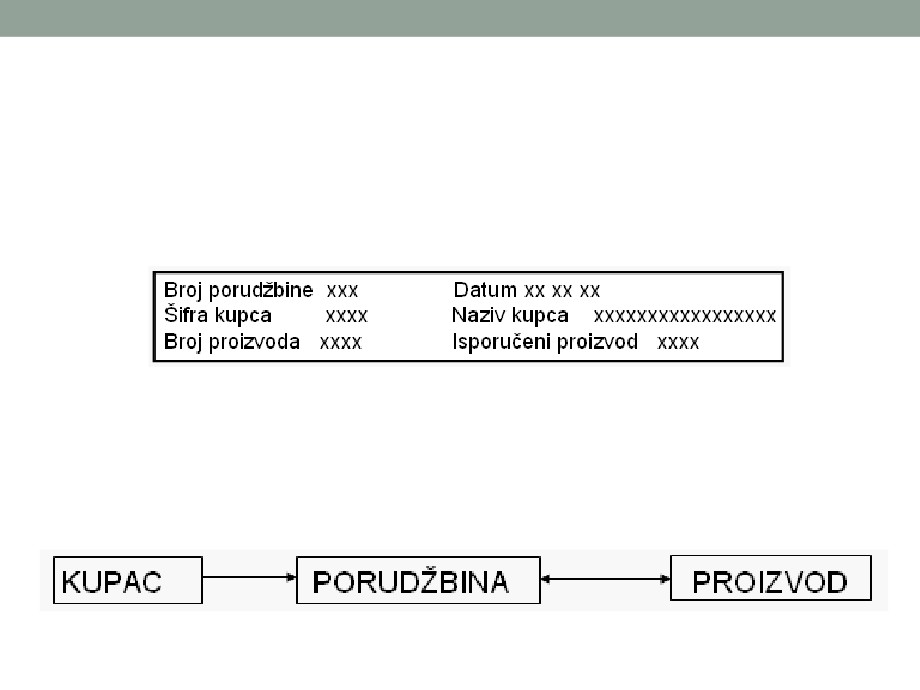 Broj porudžbine xxx Datum xx xx xx
Šifra kupca xxxx Naziv kupca xxxxxxxxxxxxxxxxx
Broj proizvoda xxxx Isporučeni proizvod xxxx
KUPAC PORUDŽBINA PROIZVOD